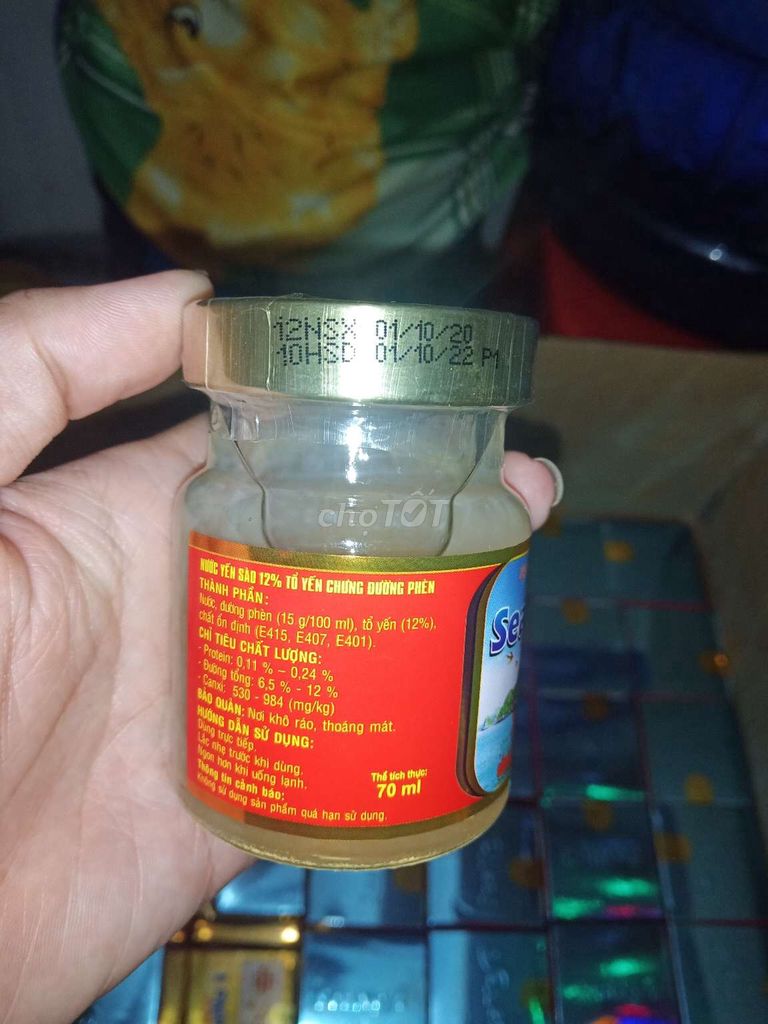 12NSX 01/10/20
10HSD 01/10/22 P1
choTỐT
NƯỚC YẾN SÀO 12% TỔ YẾN CHƯNG ĐƯỜNG PHÈN
THÀNH PHẦN:
Nước, đường phèn (15 g/100 ml), tổ yến (12%),
chất ổn định (E415, E407, E401).
CHỈ TIÊU CHẤT LƯỢNG:
- Protein: 0,11 % – 0,24 %
- Đường tổng: 6,5 % - 12 %
- Canxi: 530 - 984 (mg/kg)
BẢO QUẢN: Nơi khô ráo, thoáng mát.
HƯỚNG DẪN SỬ DỤNG:
Dùng trực tiếp.
Lắc nhẹ trước khi dùng.
Ngon hơn khi uống lạnh.
Thông tin cảnh báo:
Không sử dụng sản phẩm quá hạn sử dụng.
Thể tích thực:
70 ml